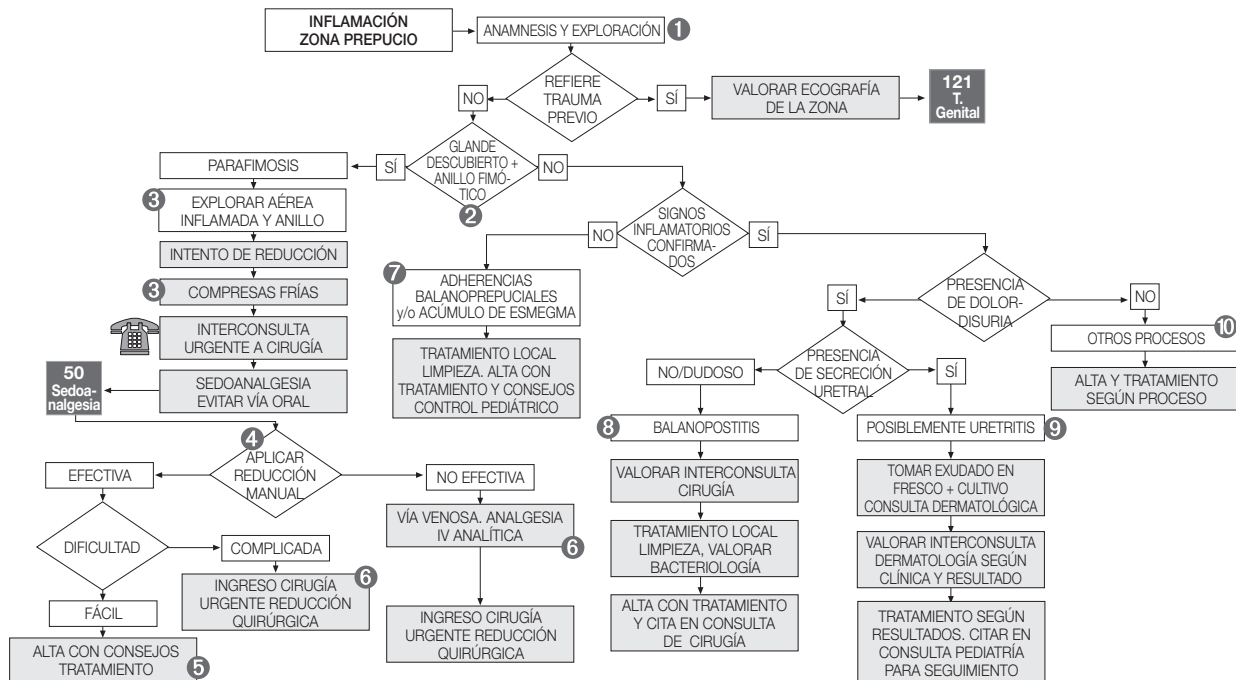 INFLAMACIÓN
ZONA PREPUCIO
ANAMNESIS Y EXPLORACIÓN
1
REFIERE
TRAUMA
PREVIO
NO
SÍ
VALORAR ECOGRAFÍA
DE LA ZONA
121
T.
Genital
GLANDE
DESCUBIERTO +
ANILLO FIMÓ-
TICO
2
SÍ
NO
PARAFIMOSIS
3
EXPLORAR AÉREA
INFLAMADA Y ANILLO
INTENTO DE REDUCCIÓN
3
COMPRESAS FRÍAS
INTERCONSULTA
URGENTE A CIRUGÍA
SEDOANALGESIA
EVITAR VÍA ORAL
50
Sedoa-
nalgesia
4
APLICAR
REDUCCIÓN
MANUAL
EFECTIVA
NO EFECTIVA
DIFICULTAD
COMPLICADA
INGRESO CIRUGÍA
URGENTE REDUCCIÓN
QUIRÚRGICA
6
FÁCIL
ALTA CON CONSEJOS
TRATAMIENTO
5
VÍA VENOSA. ANALGESIA
IV ANALÍTICA
6
INGRESO CIRUGÍA
URGENTE REDUCCIÓN
QUIRÚRGICA
SIGNOS
INFLAMATORIOS
CONFIRMA-
DOS
NO
SÍ
7
ADHERENCIAS
BALANOPREPUCIALES
y/o ACÚMULO DE ESMEGMA
TRATAMIENTO LOCAL
LIMPIEZA. ALTA CON
TRATAMIENTO Y CONSEJOS
CONTROL PEDIÁTRICO
PRESENCIA
DE DOLOR-
DISURIA
SÍ
NO
10
OTROS PROCESOS
ALTA Y TRATAMIENTO
SEGÚN PROCESO
PRESENCIA
DE SECRECIÓN
URETRAL
NO/DUDOSO
SÍ
8
BALANOPOSTITIS
VALORAR INTERCONSULTA
CIRUGÍA
TRATAMIENTO LOCAL
LIMPIEZA, VALORAR
BACTERIOLOGÍA
ALTA CON TRATAMIENTO
Y CITA EN CONSULTA
DE CIRUGÍA
POSIBLEMENTE URETRITIS
9
TOMAR EXUDADO EN
FRESCO + CULTIVO
CONSULTA DERMATOLÓGICA
VALORAR INTERCONSULTA
DERMATOLOGÍA SEGÚN
CLÍNICA Y RESULTADO
TRATAMIENTO SEGÚN
RESULTADOS. CITAR EN
CONSULTA PEDIATRÍA
PARA SEGUIMIENTO